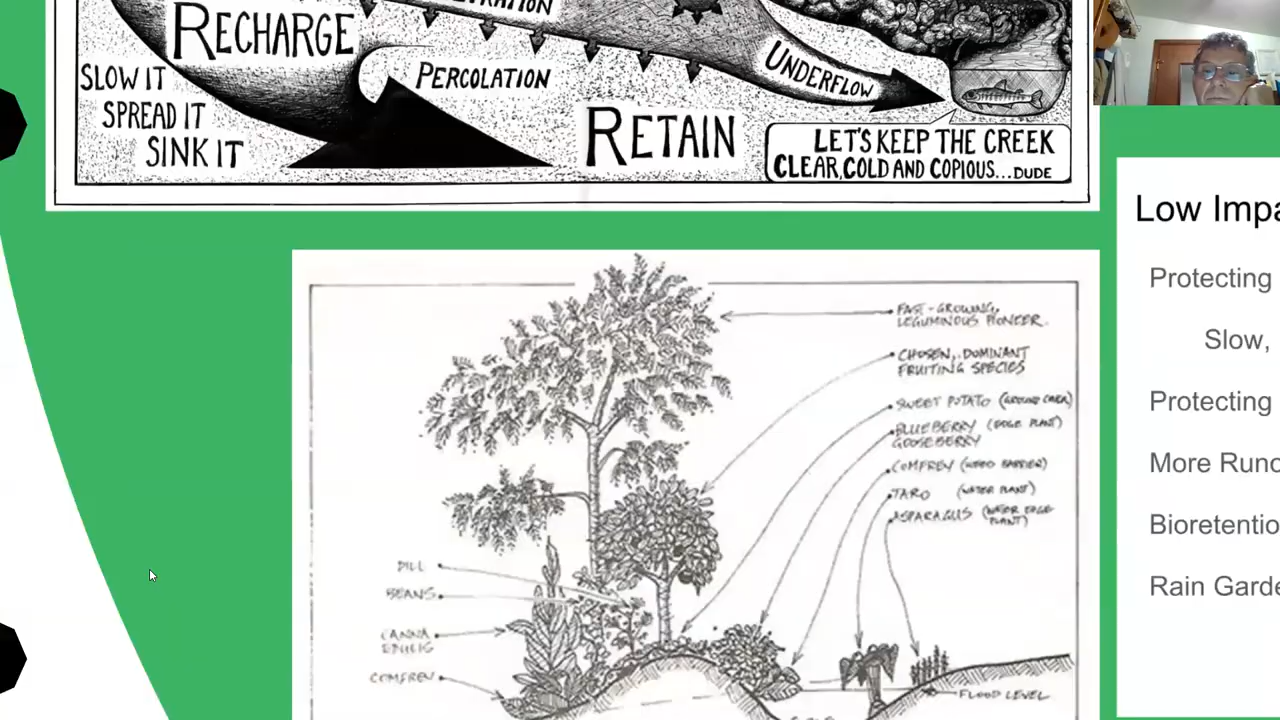 RECHARGE
SLOW IT
SPREAD IT
SINK IT
PERCOLATION
UNDERFLOW
RETAIN
LET'S KEEP THE CREEK
CLEAR, COLD AND COPIOUS...DUDE
Low Impa
Protecting
Slow,
Protecting
More Runo
Bioretentio
Rain Garde
FAST-GROWING,
LEGUMINOUS PIONEER.
CHOSEN, DOMINANT
FRUITING SPECIES
SWEET POTATO (GROUND COVER)
BLUEBERRY (EDGE PLANT)
GOOSEBERRY
COMFREY (WEED BARRIER)
TARO (WATER PLANT)
ASPARAGUS (WATER EDGE
PLANT)
DILL
BEANS
CANNA
EDULIS
COMFREY
FLOOD LEVEL